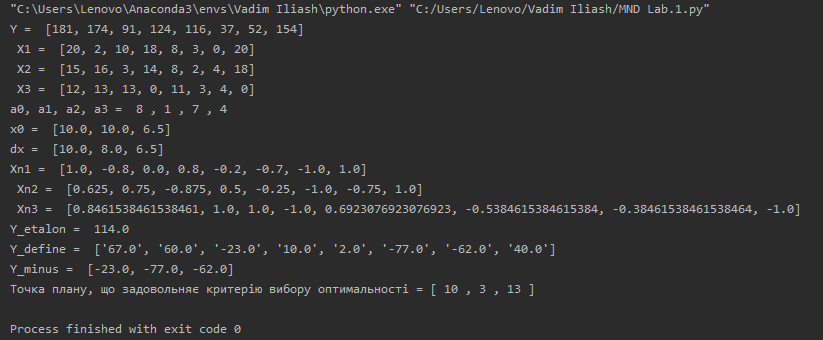 "C:\Users\Lenovo\Anaconda3\envs\Vadim Iliash\python.exe" "C:/Users/Lenovo/Vadim Iliash/MND Lab.1.py"
Y =  [181, 174, 91, 124, 116, 37, 52, 154]
 X1 =  [20, 2, 10, 18, 8, 3, 0, 20]
 X2 =  [15, 16, 3, 14, 8, 2, 4, 18]
 X3 =  [12, 13, 13, 0, 11, 3, 4, 0]
a0, a1, a2, a3 =  8 , 1 , 7 , 4
x0 =  [10.0, 10.0, 6.5]
dx =  [10.0, 8.0, 6.5]
Xn1 =  [1.0, -0.8, 0.0, 0.8, -0.2, -0.7, -1.0, 1.0]
 Xn2 =  [0.625, 0.75, -0.875, 0.5, -0.25, -1.0, -0.75, 1.0]
 Xn3 =  [0.8461538461538461, 1.0, 1.0, -1.0, 0.6923076923076923, -0.5384615384615384, -0.38461538461538464, -1.0]
Y_etalon =  114.0
Y_define =  ['67.0', '60.0', '-23.0', '10.0', '2.0', '-77.0', '-62.0', '40.0']
Y_minus =  [-23.0, -77.0, -62.0]
Точка плану, що задовольняє критерію вибору оптимальності = [ 10 , 3 , 13 ]
Process finished with exit code 0